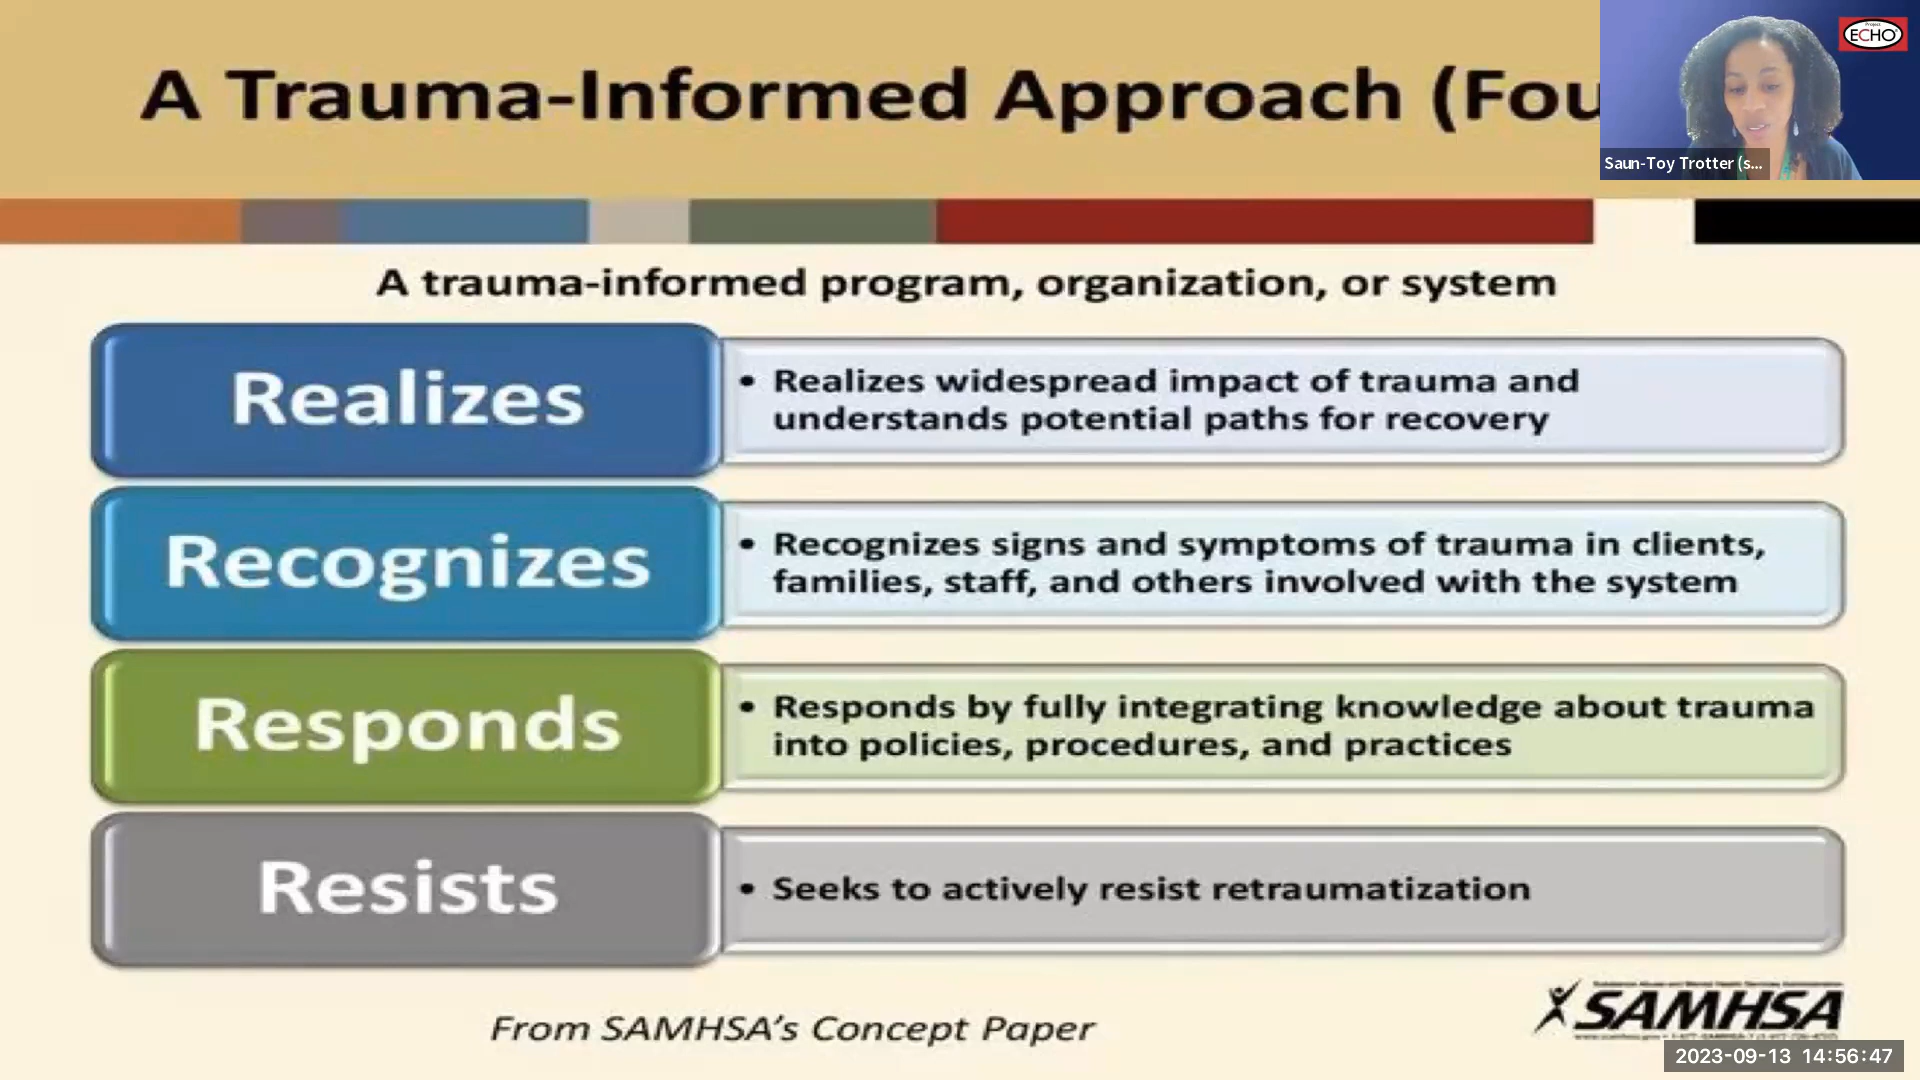 A Trauma-Informed Approach (Fou
Project
ECHO
Saun-Toy Trotter (s...
A trauma-informed program, organization, or system
Realizes
• Realizes widespread impact of trauma and
understands potential paths for recovery
Recognizes
• Recognizes signs and symptoms of trauma in clients,
families, staff, and others involved with the system
Responds
• Responds by fully integrating knowledge about trauma
into policies, procedures, and practices
Resists
• Seeks to actively resist retraumatization
From SAMHSA's Concept Paper
SAMHSA
2023-09-13 14:56:47